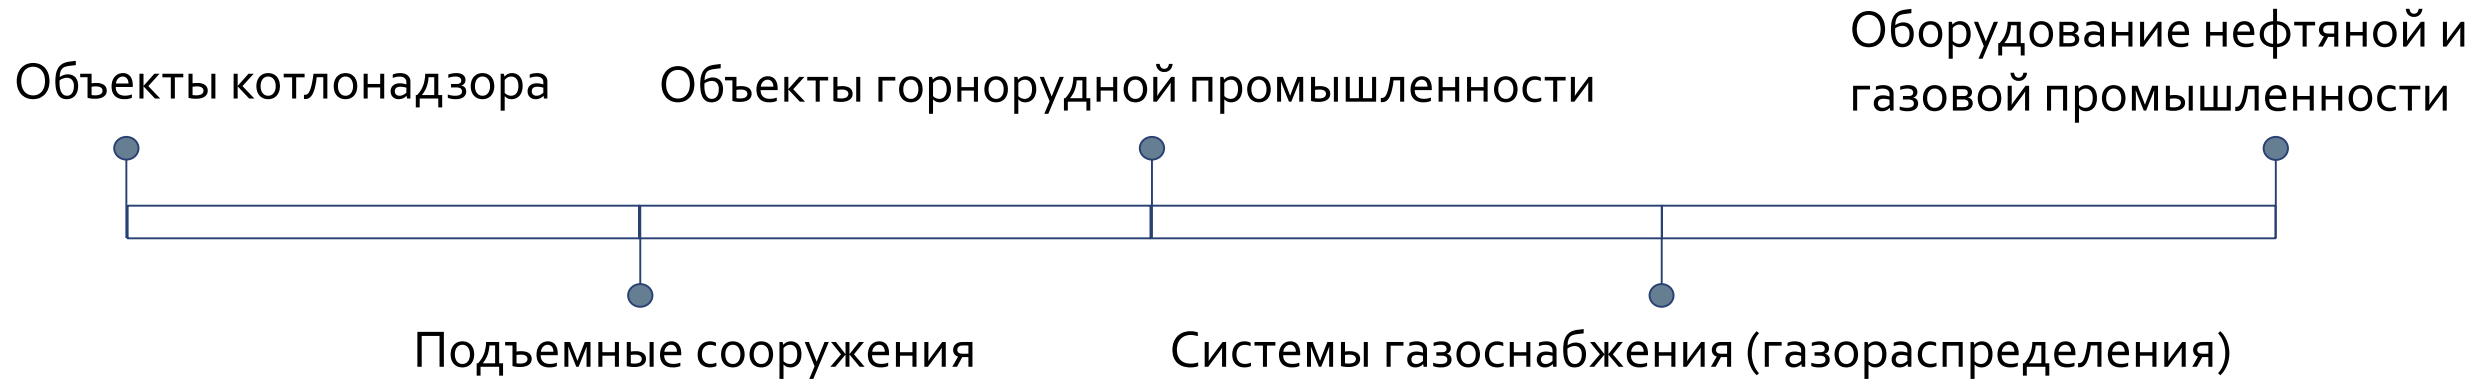 Объекты котлонадзора
Объекты горнорудной промышленности
Оборудование нефтяной и
газовой промышленности
Подъемные сооружения
Системы газоснабжения (газораспределения)